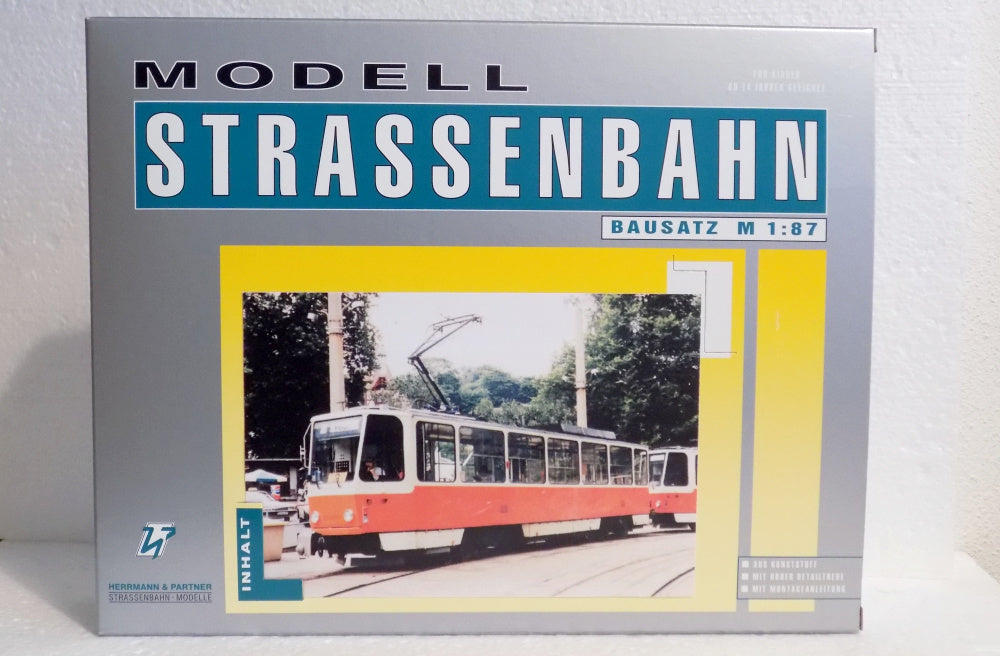 MODELL
FÜR KINDER
AB 14 JAHREN GEEIGNET
STRASSENBAHN
BAUSATZ M 1:87
INHALT
HERRMANN & PARTNER
STRASSENBAHN·MODELLE
AUS KUNSTSTOFF
MIT HOHER DETAILTREUE
MIT MONTAGEANLEITUNG